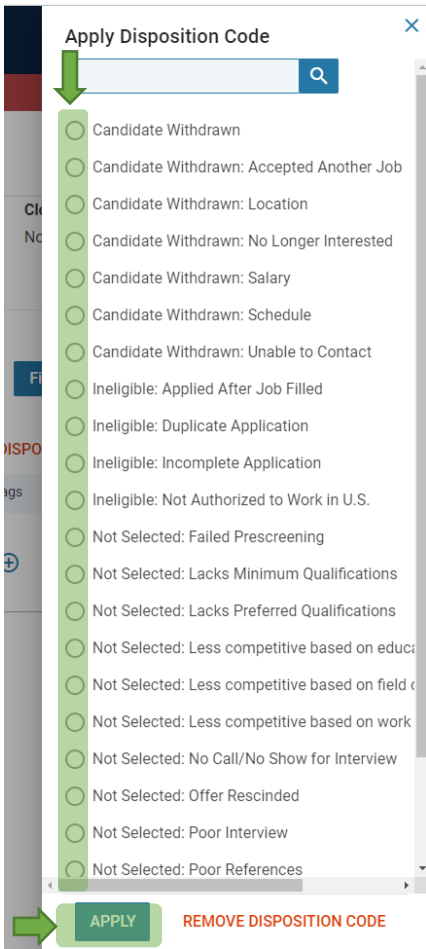 Apply Disposition Code
Candidate Withdrawn
Candidate Withdrawn: Accepted Another Job
Candidate Withdrawn: Location
Candidate Withdrawn: No Longer Interested
Candidate Withdrawn: Salary
Candidate Withdrawn: Schedule
Candidate Withdrawn: Unable to Contact
Ineligible: Applied After Job Filled
Ineligible: Duplicate Application
Ineligible: Incomplete Application
Ineligible: Not Authorized to Work in U.S.
Not Selected: Failed Prescreening
Not Selected: Lacks Minimum Qualifications
Not Selected: Lacks Preferred Qualifications
Not Selected: Less competitive based on
Not Selected: Less competitive based on field
Not Selected: Less competitive based on work
Not Selected: No Call/No Show for Interview
Not Selected: Offer Rescinded
Not Selected: Poor Interview
Not Selected: Poor References
APPLY REMOVE DISPOSITION CODE